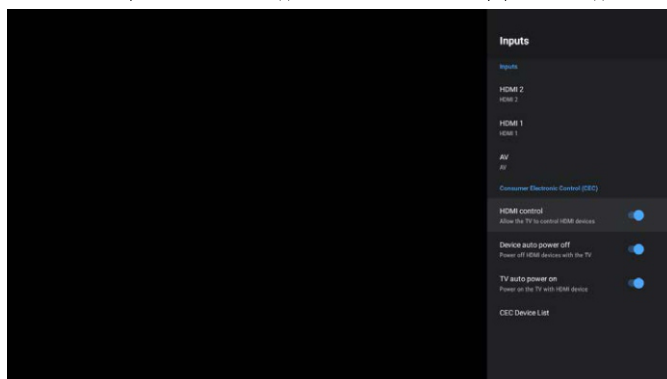 Inputs
Inputs
HDMI 2
HDMI 2
HDMI 1
HDMI 1
AV
AV
Consumer Electronic Control (CEC)
HDMI control
Allow the TV to control HDMI devices
Device auto power off
Power off HDMI devices with the TV
TV auto power on
Power on the TV with HDMI device
CEC Device List